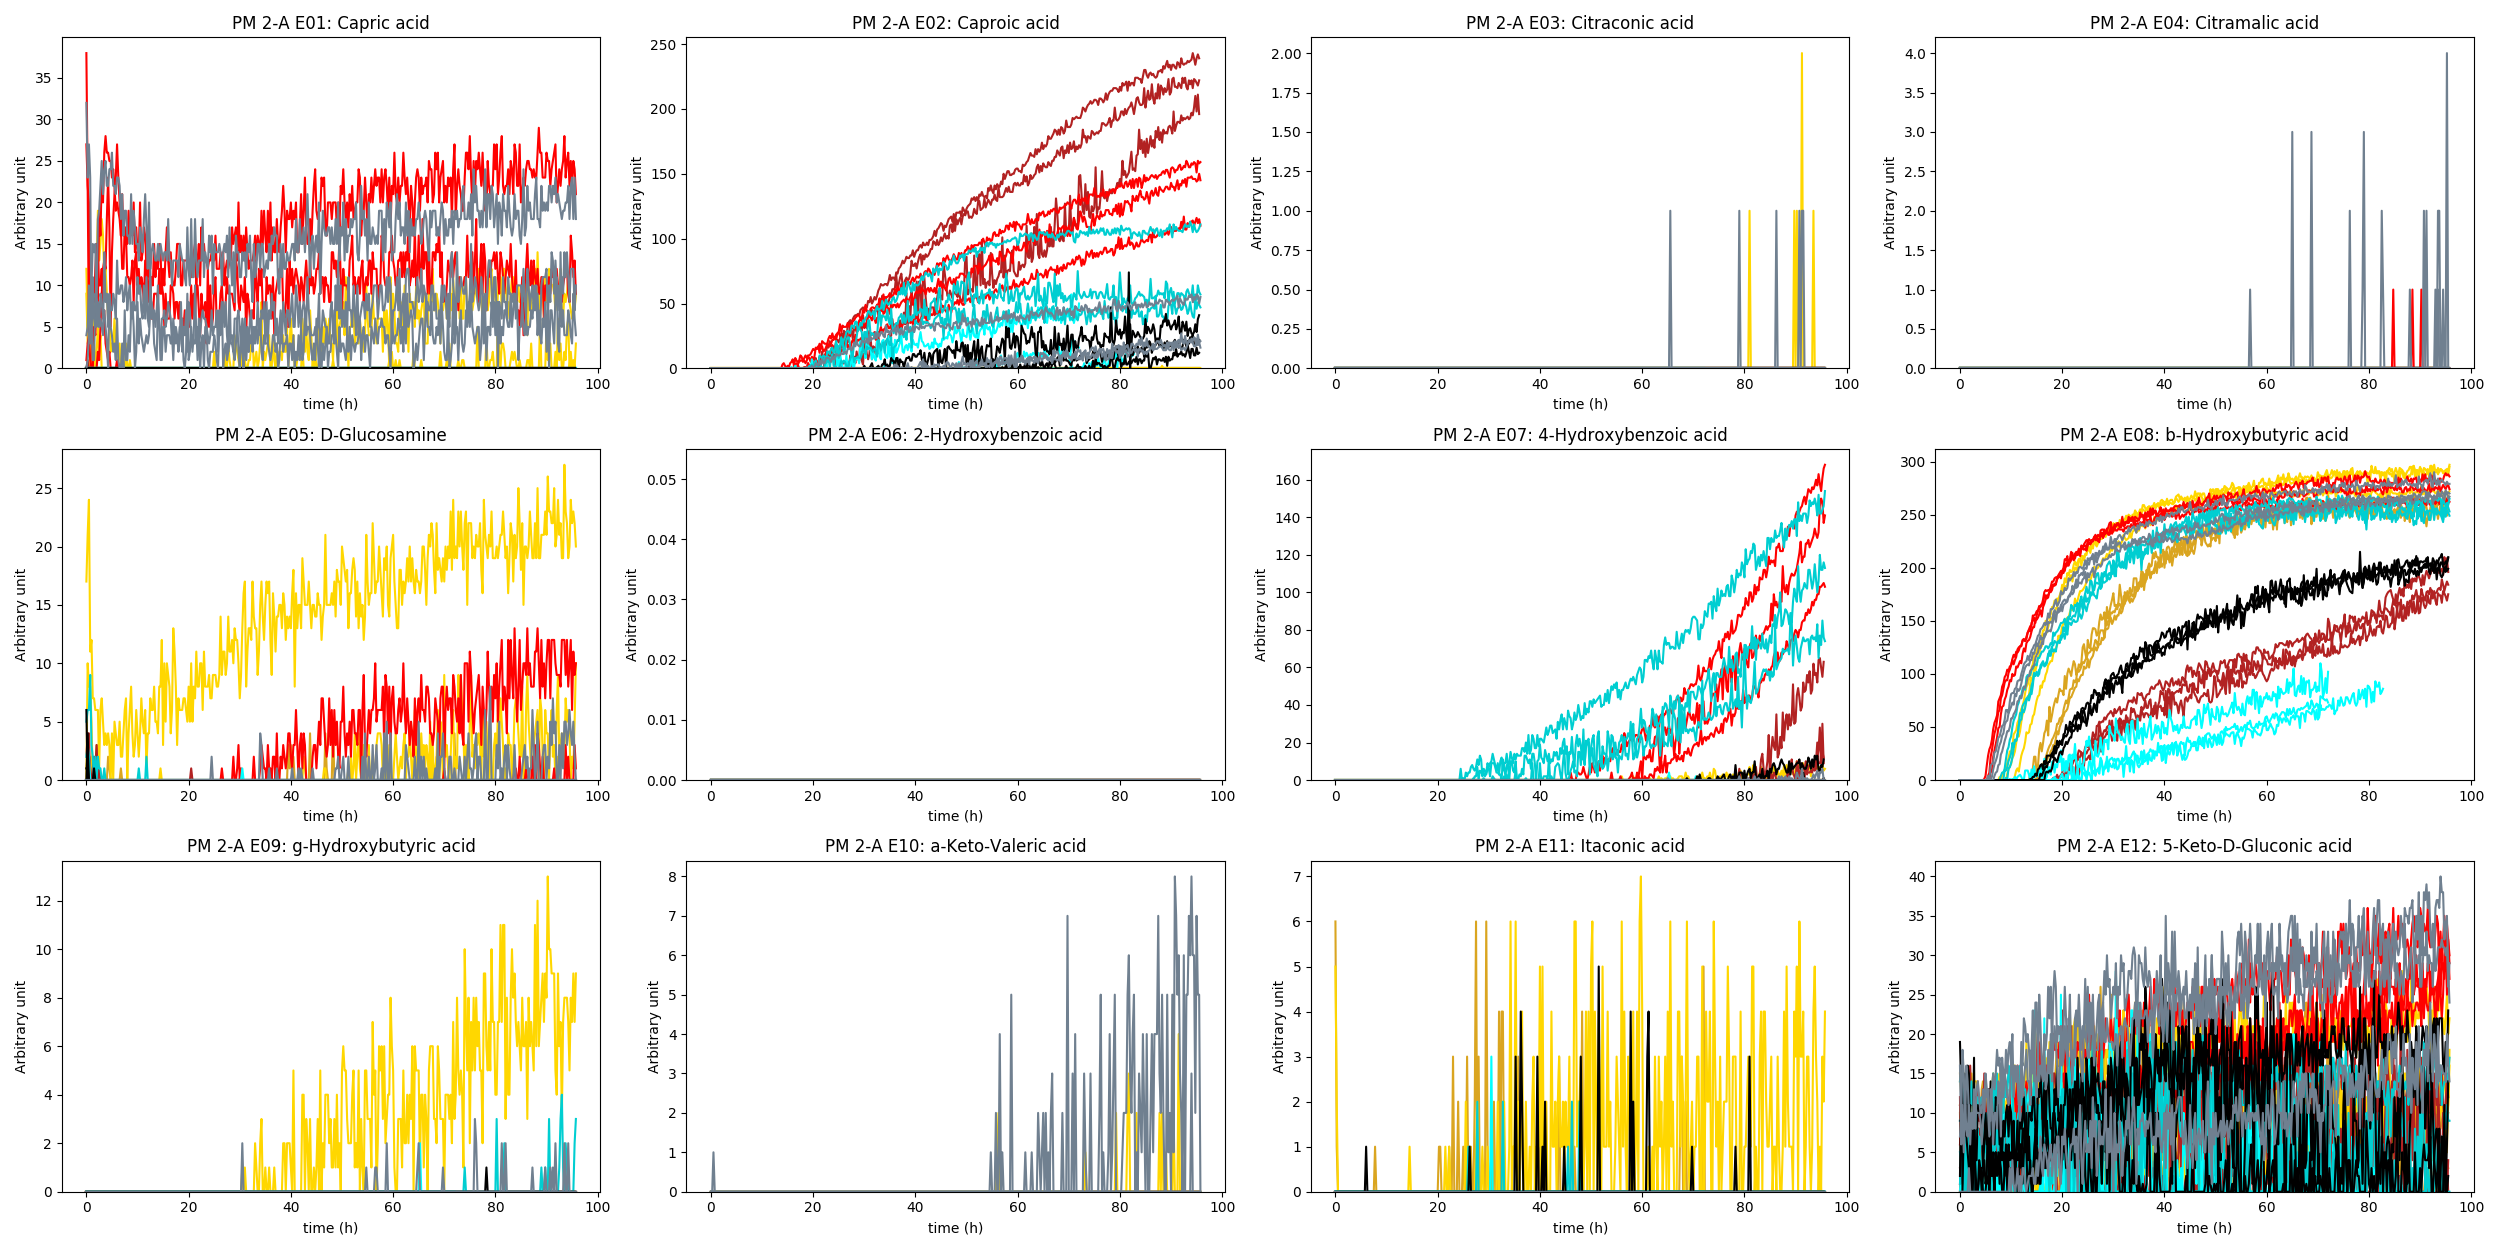 PM 2-A E01: Capric acid
PM 2-A E02: Caproic acid
PM 2-A E03: Citraconic acid
PM 2-A E04: Citramalic acid
Arbitrary unit
35
30
25
20
15
10
5
0
0 20 40 60 80 100
time (h)
Arbitrary unit
250
200
150
100
50
0
0 20 40 60 80 100
time (h)
Arbitrary unit
2.00
1.75
1.50
1.25
1.00
0.75
0.50
0.25
0.00
0 20 40 60 80 100
time (h)
Arbitrary unit
4.0
3.5
3.0
2.5
2.0
1.5
1.0
0.5
0.0
0 20 40 60 80 100
time (h)
PM 2-A E05: D-Glucosamine
PM 2-A E06: 2-Hydroxybenzoic acid
PM 2-A E07: 4-Hydroxybenzoic acid
PM 2-A E08: b-Hydroxybutyric acid
Arbitrary unit
25
20
15
10
5
0
0 20 40 60 80 100
time (h)
Arbitrary unit
0.05
0.04
0.03
0.02
0.01
0.00
0 20 40 60 80 100
time (h)
Arbitrary unit
160
140
120
100
80
60
40
20
0
0 20 40 60 80 100
time (h)
Arbitrary unit
300
250
200
150
100
50
0
0 20 40 60 80 100
time (h)
PM 2-A E09: g-Hydroxybutyric acid
PM 2-A E10: a-Keto-Valeric acid
PM 2-A E11: Itaconic acid
PM 2-A E12: 5-Keto-D-Gluconic acid
Arbitrary unit
12
10
8
6
4
2
0
0 20 40 60 80 100
time (h)
Arbitrary unit
8
7
6
5
4
3
2
1
0
0 20 40 60 80 100
time (h)
Arbitrary unit
7
6
5
4
3
2
1
0
0 20 40 60 80 100
time (h)
Arbitrary unit
40
35
30
25
20
15
10
5
0
0 20 40 60 80 100
time (h)